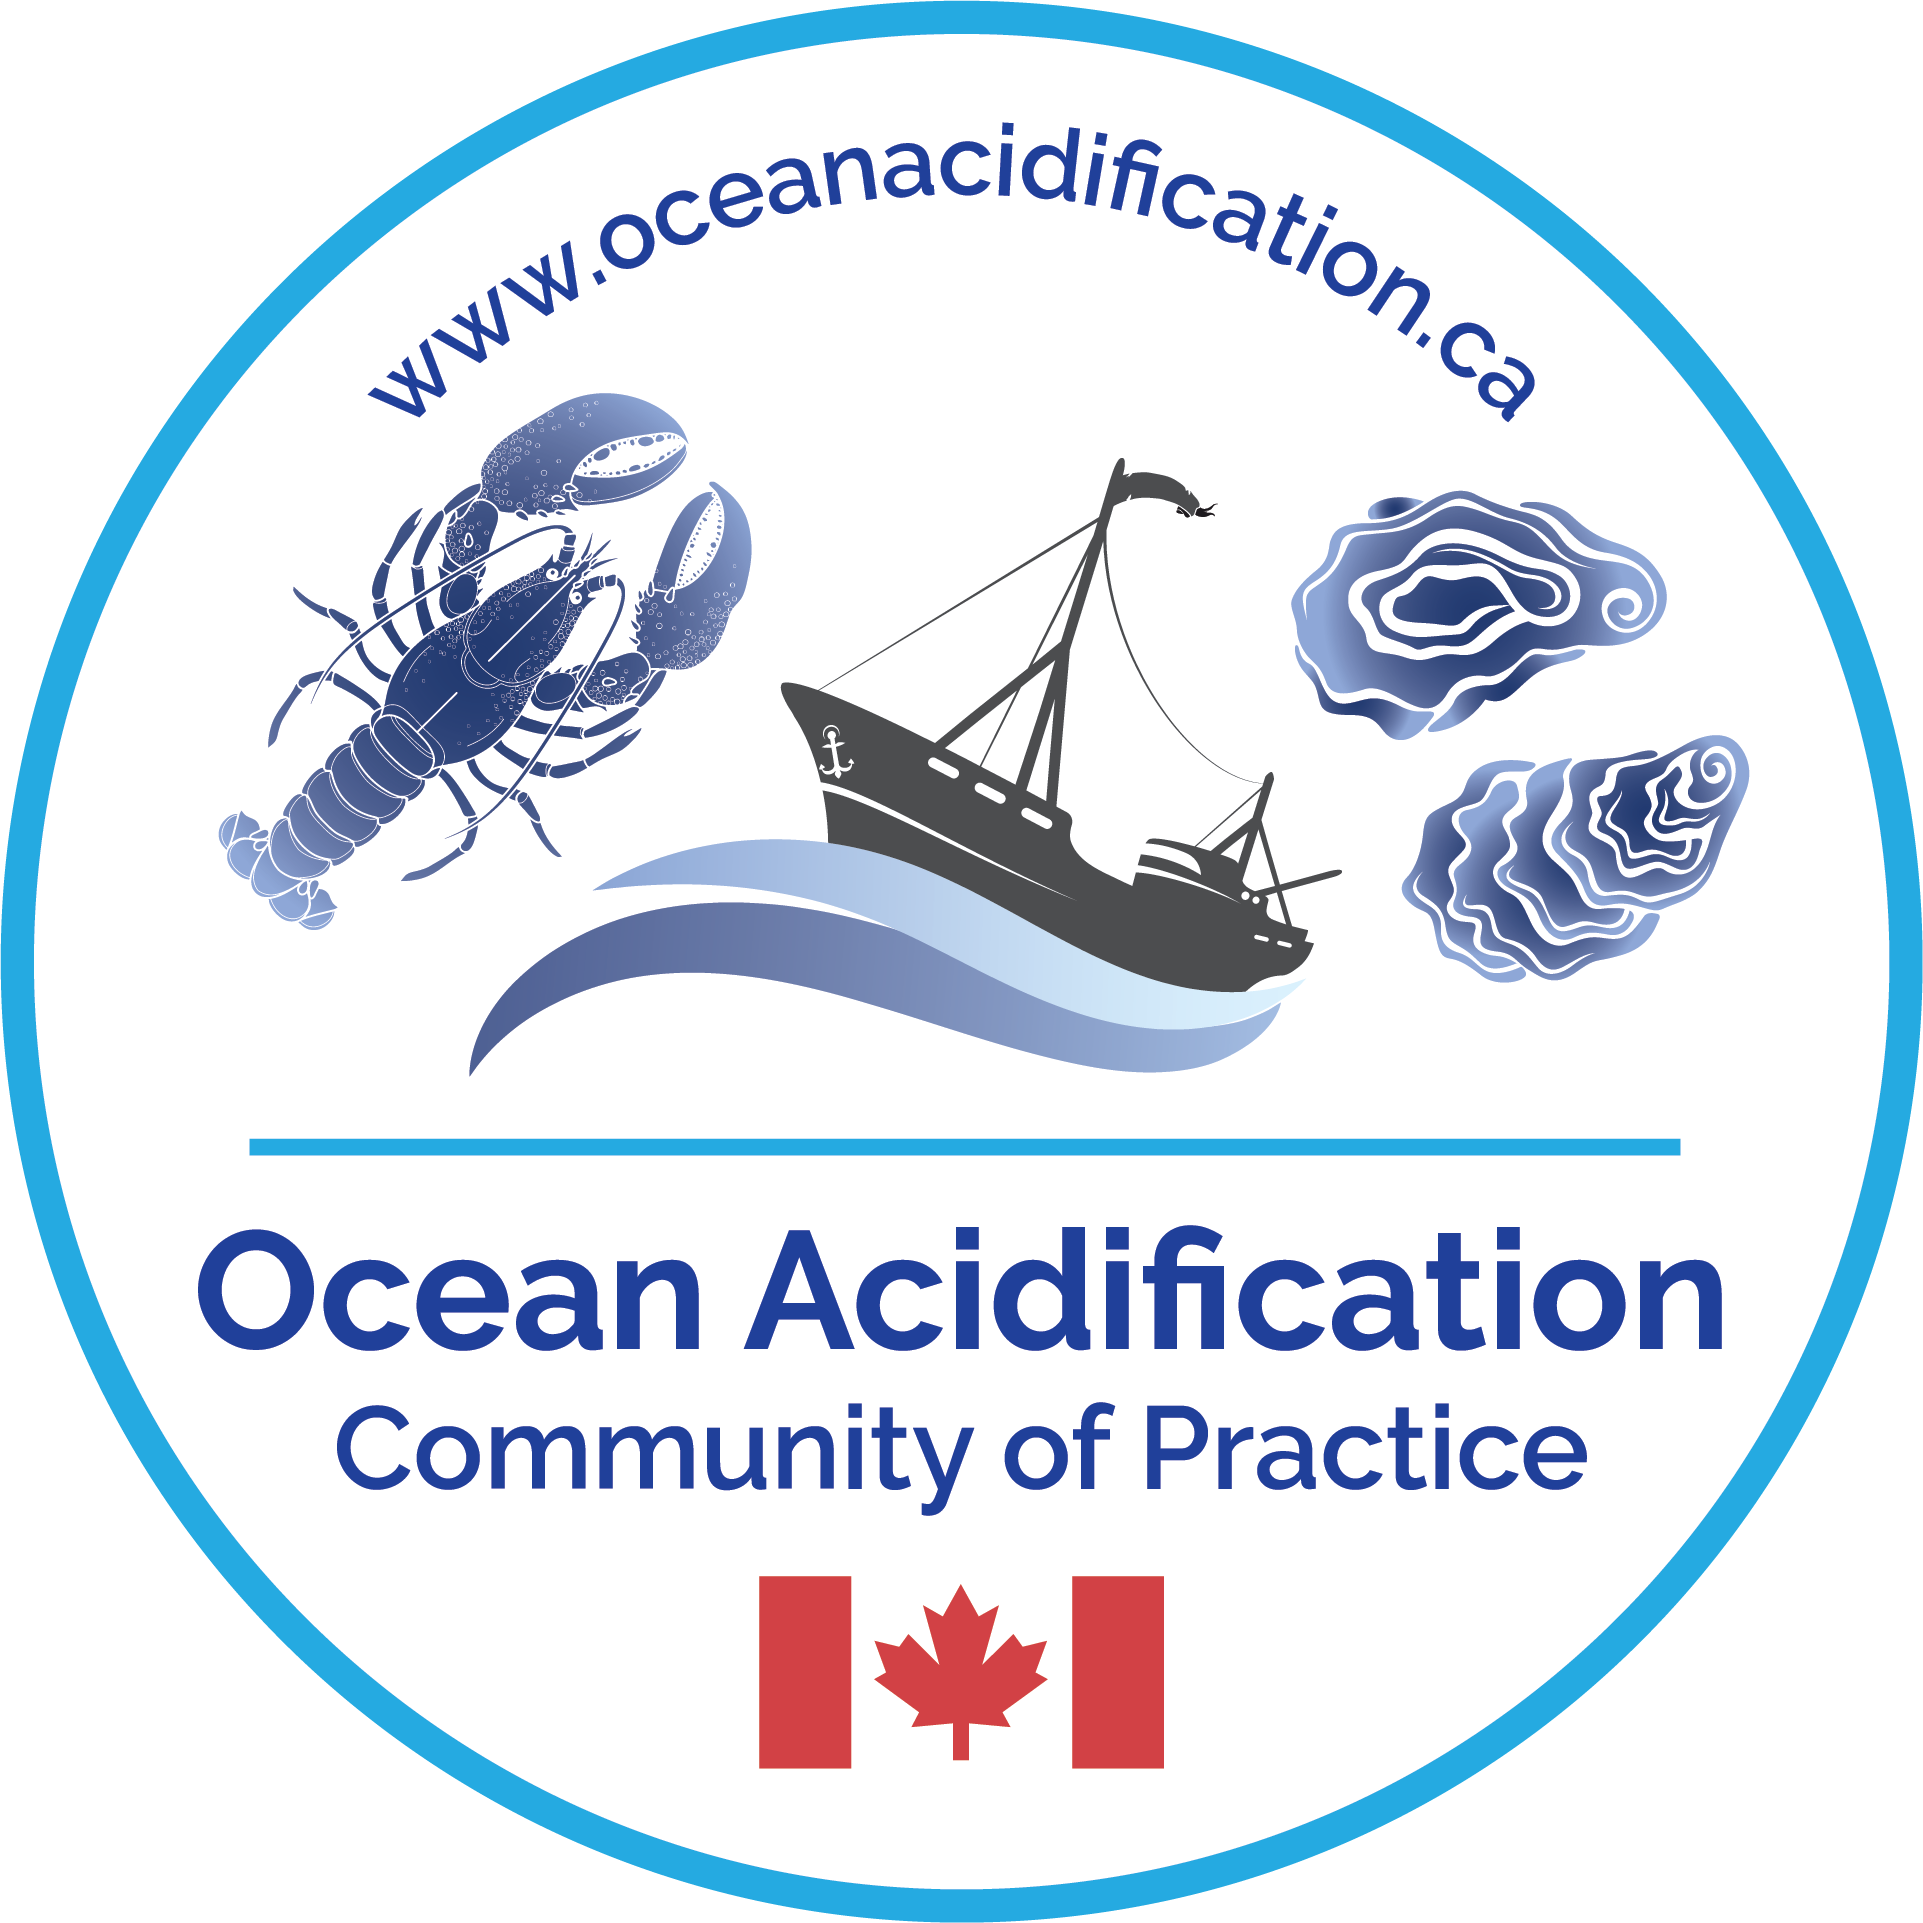 www.oceanacidification.ca
Ocean Acidification
Community of Practice